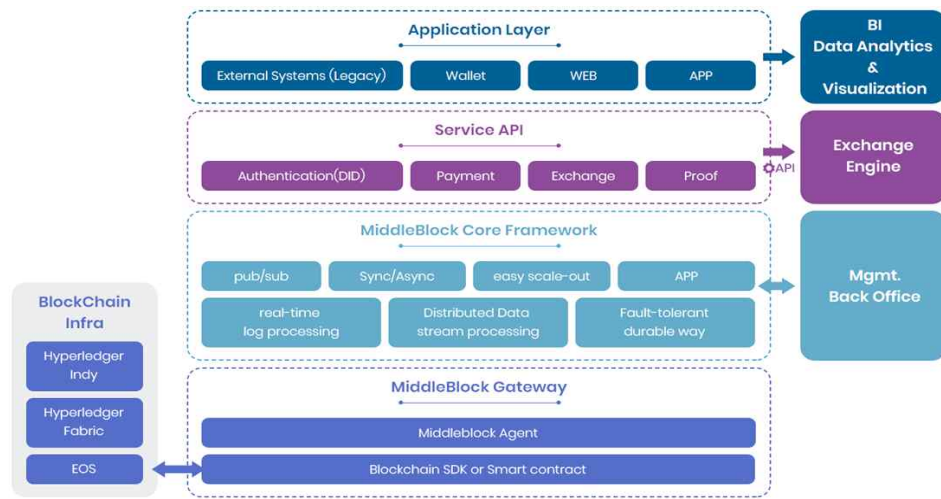 Application Layer
External Systems (Legacy)
Wallet
WEB
APP
BI
Data Analytics
&
Visualization
Service API
Authentication(DID)
Payment
Exchange
Proof
API
Exchange
Engine
MiddleBlock Core Framework
pub/sub
Sync/Async
easy scale-out
APP
real-time
log processing
Distributed Data
stream processing
Fault-tolerant
durable way
Mgmt.
Back Office
BlockChain
Infra
Hyperledger
Indy
Hyperledger
Fabric
EOS
MiddleBlock Gateway
Middleblock Agent
Blockchain SDK or Smart contract